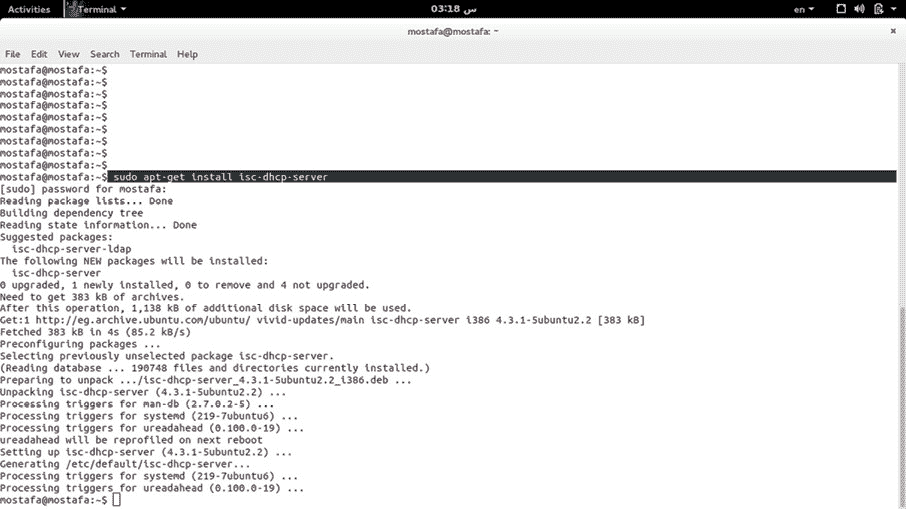 Activities Terminal س 03:18 en
mostafa@mostafa: ~
File Edit View Search Terminal Help
mostafa@mostafa:~$
mostafa@mostafa:~$
mostafa@mostafa:~$
mostafa@mostafa:~$
mostafa@mostafa:~$
mostafa@mostafa:~$
mostafa@mostafa:~$
mostafa@mostafa:~$
mostafa@mostafa:~$
mostafa@mostafa:~$ sudo apt-get install isc-dhcp-server
[sudo] password for mostafa:
Reading package lists... Done
Building dependency tree
Reading state information... Done
Suggested packages:
  isc-dhcp-server-ldap
The following NEW packages will be installed:
  isc-dhcp-server
0 upgraded, 1 newly installed, 0 to remove and 4 not upgraded.
Need to get 383 kB of archives.
After this operation, 1,138 kB of additional disk space will be used.
Get:1 http://eg.archive.ubuntu.com/ubuntu/ vivid-updates/main isc-dhcp-server i386 4.3.1-5ubuntu2.2 [383 kB]
Fetched 383 kB in 4s (85.2 kB/s)
Preconfiguring packages ...
Selecting previously unselected package isc-dhcp-server.
(Reading database ... 190748 files and directories currently installed.)
Preparing to unpack .../isc-dhcp-server_4.3.1-5ubuntu2.2_i386.deb ...
Unpacking isc-dhcp-server (4.3.1-5ubuntu2.2) ...
Processing triggers for man-db (2.7.0.2-5) ...
Processing triggers for systemd (219-7ubuntu6) ...
Processing triggers for ureadahead (0.100.0-19) ...
ureadahead will be reprofiled on next reboot
Setting up isc-dhcp-server (4.3.1-5ubuntu2.2) ...
Generating /etc/default/isc-dhcp-server...
Processing triggers for systemd (219-7ubuntu6) ...
Processing triggers for ureadahead (0.100.0-19) ...
mostafa@mostafa:~$